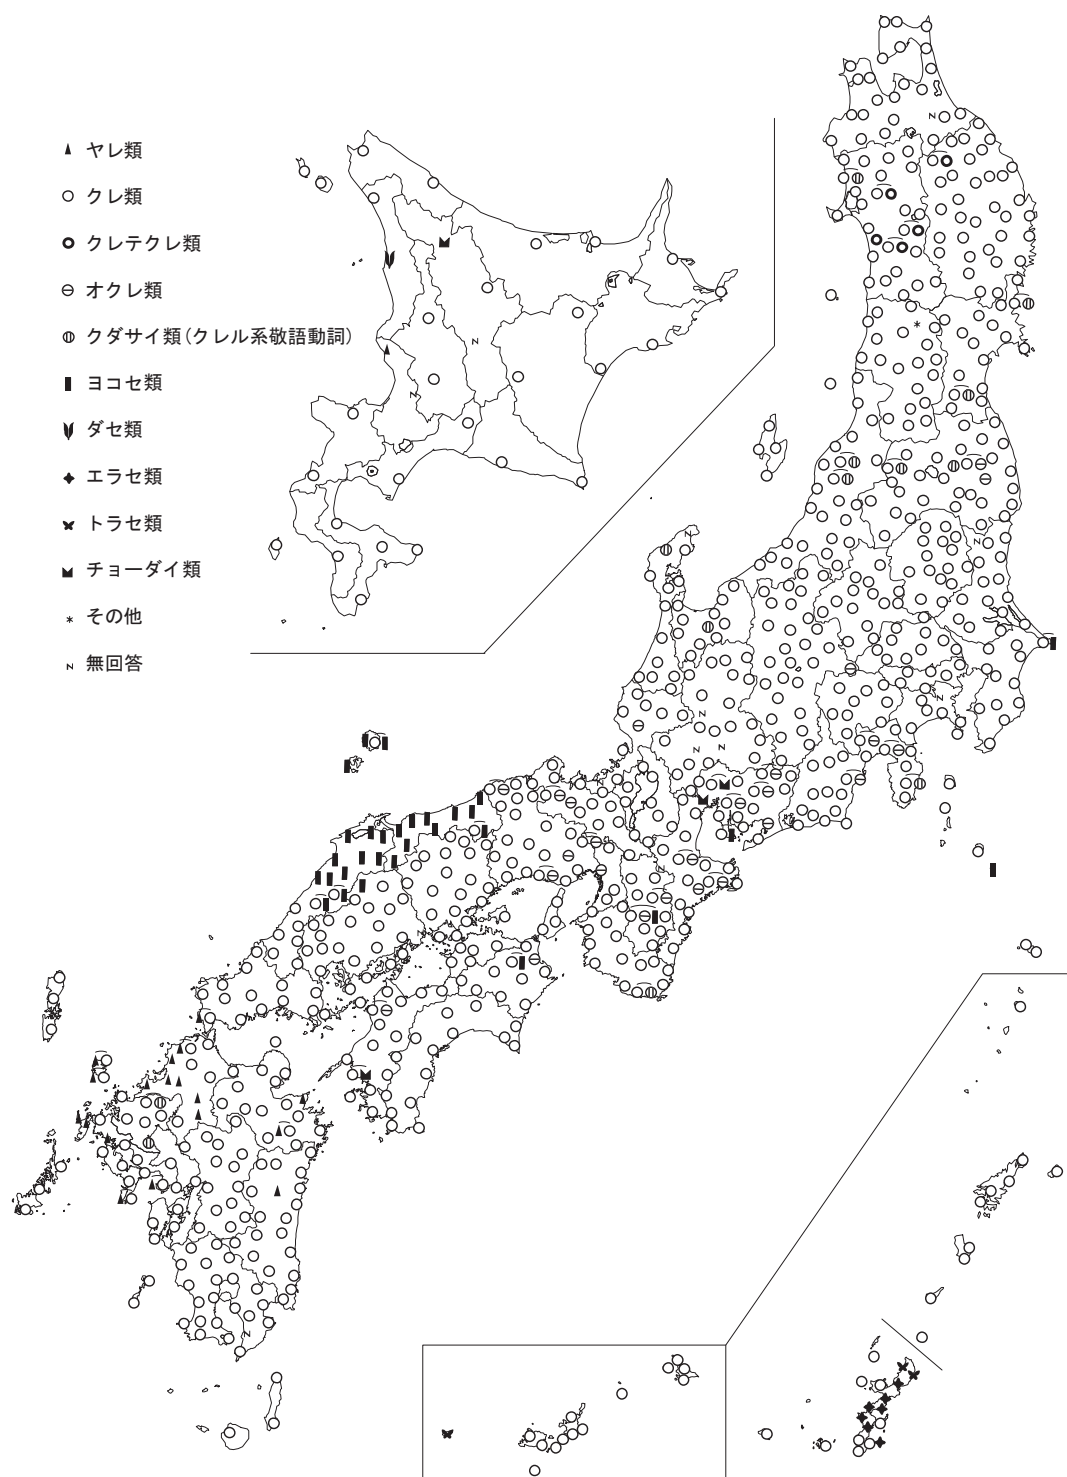 ヤレ類
クレ類
クレテクレ類
オクレ類
クダサイ類(クレル系敬語動詞)
ヨコセ類
ダセ類
エラセ類
トラセ類
チョーダイ類
その他
無回答